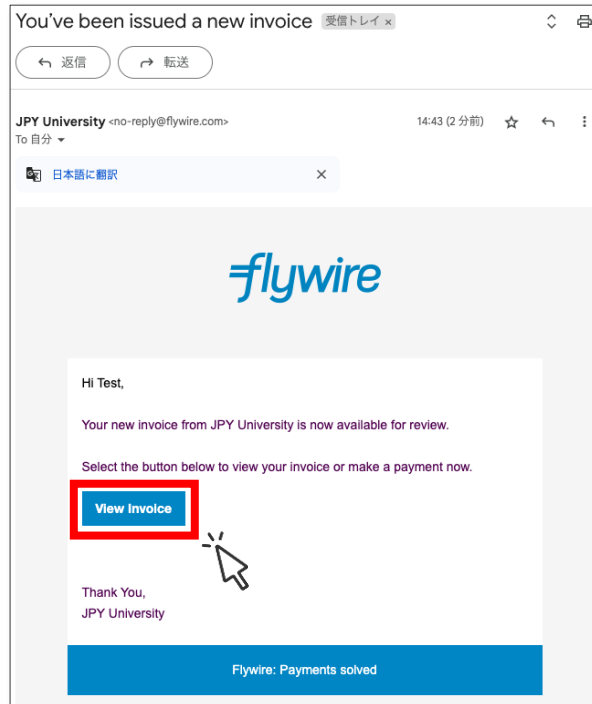 You've been issued a new invoice 受信トレイ ×
返信 転送
JPY University <no-reply@flywire.com> 14:43 (2 分前)
To 自分
日本語に翻訳
flywire
Hi Test,
Your new invoice from JPY University is now available for review.
Select the button below to view your invoice or make a payment now.
View Invoice
Thank You,
JPY University
Flywire: Payments solved